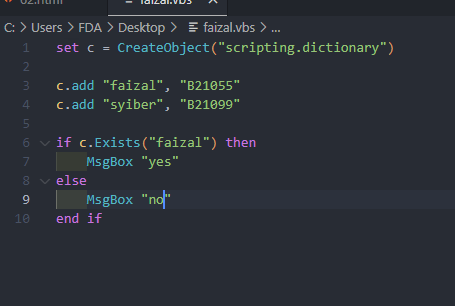 faizal.vbs
C: > Users > FDA > Desktop > faizal.vbs > ...
1 set c = CreateObject("scripting.dictionary")
2
3 c.add "faizal", "B21055"
4 c.add "syiber", "B21099"
5
6 if c.Exists("faizal") then
7 MsgBox "yes"
8 else
9 MsgBox "no"
10 end if